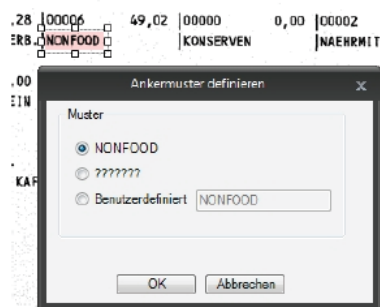 .28 |00006 49,02 |00000 0,00 |00002
ERB. NONFOOD |KONSERVEN |NAEHRMIT
.00
EIN
KAF
Ankermuster definieren x
Muster
NONFOOD
???????
Benutzerdefiniert NONFOOD
OK Abbrechen